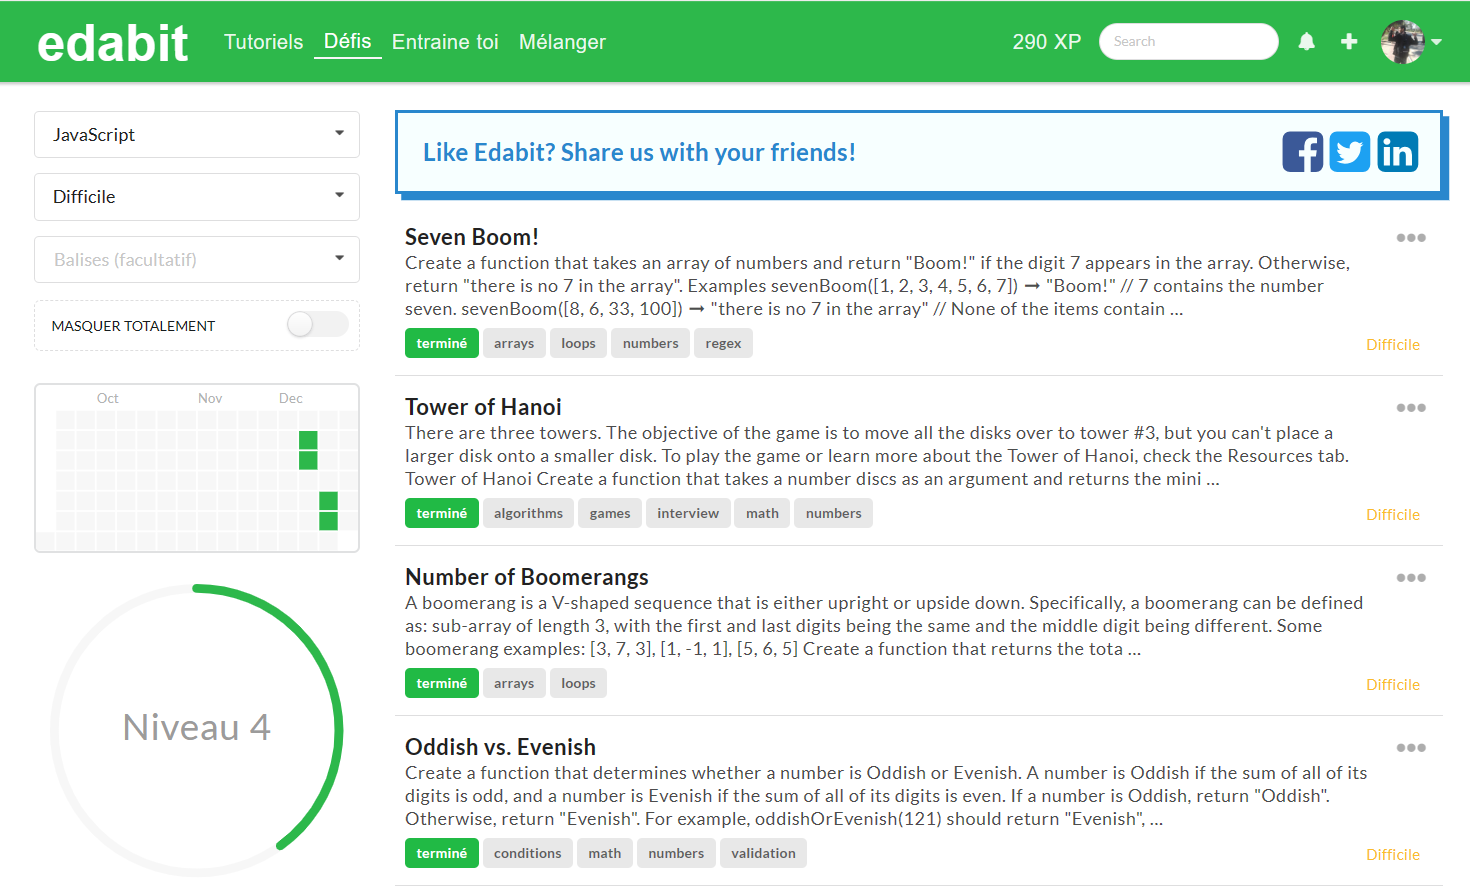 edabit
Tutoriels Défis Entraine toi Mélanger
290 XP
Search
JavaScript
Difficile
Balises (facultatif)
MASQUER TOTALEMENT
Oct Nov Dec
Niveau 4
Like Edabit? Share us with your friends!
Seven Boom!
Create a function that takes an array of numbers and return "Boom!" if the digit 7 appears in the array. Otherwise,
return "there is no 7 in the array". Examples sevenBoom([1, 2, 3, 4, 5, 6, 7]) ➞ "Boom!" // 7 contains the number
seven. sevenBoom([8, 6, 33, 100]) ➞ "there is no 7 in the array" // None of the items contain ...
terminé arrays loops numbers regex
Difficile
Tower of Hanoi
There are three towers. The objective of the game is to move all the disks over to tower #3, but you can't place a
larger disk onto a smaller disk. To play the game or learn more about the Tower of Hanoi, check the Resources tab.
Tower of Hanoi Create a function that takes a number discs as an argument and returns the mini ...
terminé algorithms games interview math numbers
Difficile
Number of Boomerangs
A boomerang is a V-shaped sequence that is either upright or upside down. Specifically, a boomerang can be defined
as: sub-array of length 3, with the first and last digits being the same and the middle digit being different. Some
boomerang examples: [3, 7, 3], [1, -1, 1], [5, 6, 5] Create a function that returns the tota ...
terminé arrays loops
Difficile
Oddish vs. Evenish
Create a function that determines whether a number is Oddish or Evenish. A number is Oddish if the sum of all of its
digits is odd, and a number is Evenish if the sum of all of its digits is even. If a number is Oddish, return "Oddish".
Otherwise, return "Evenish". For example, oddishOrEvenish(121) should return "Evenish", ...
terminé conditions math numbers validation
Difficile